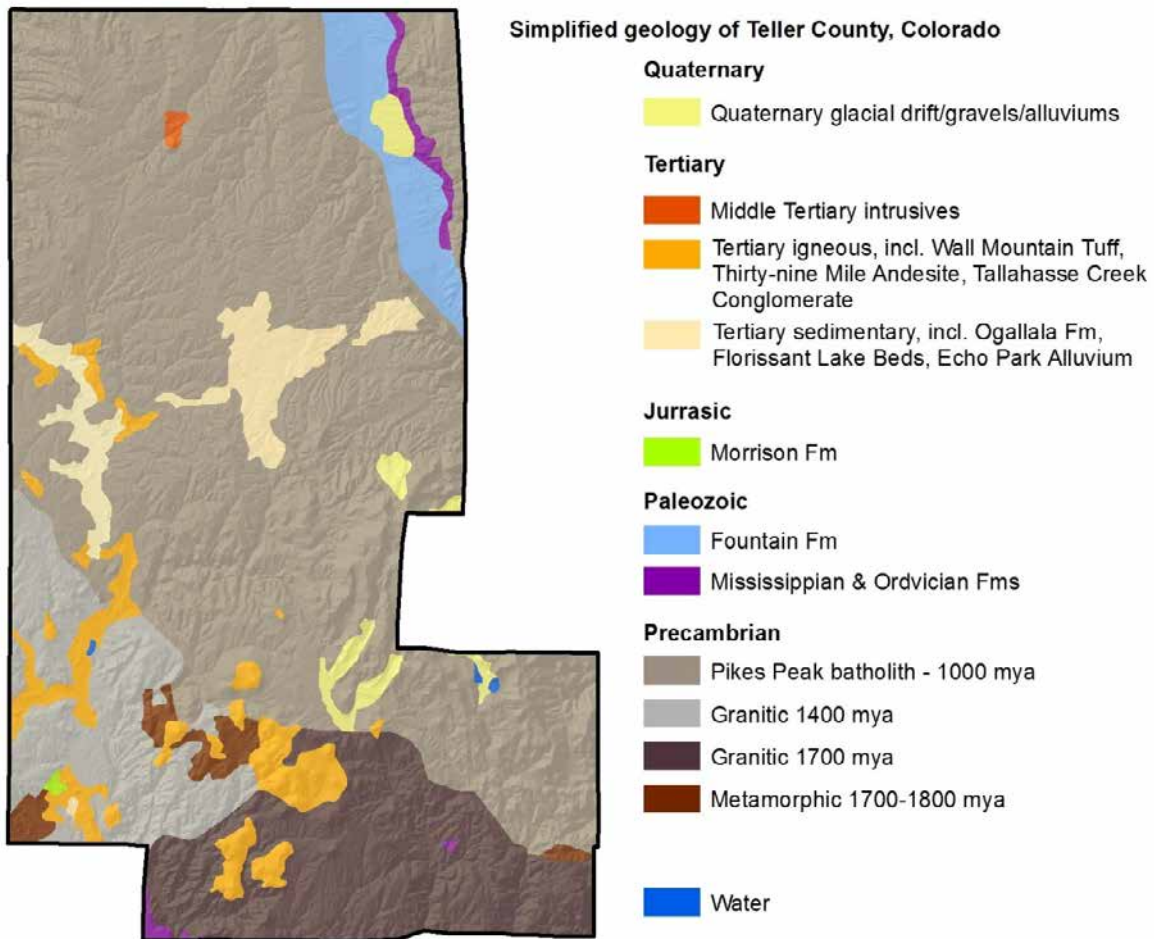 Simplified geology of Teller County, Colorado
Quaternary
Quaternary glacial drift/gravels/alluviums
Tertiary
Middle Tertiary intrusives
Tertiary igneous, incl. Wall Mountain Tuff,
Thirty-nine Mile Andesite, Tallahasse Creek
Conglomerate
Tertiary sedimentary, incl. Ogallala Fm,
Florissant Lake Beds, Echo Park Alluvium
Jurrasic
Morrison Fm
Paleozoic
Fountain Fm
Mississippian & Ordvician Fms
Precambrian
Pikes Peak batholith - 1000 mya
Granitic 1400 mya
Granitic 1700 mya
Metamorphic 1700-1800 mya
Water